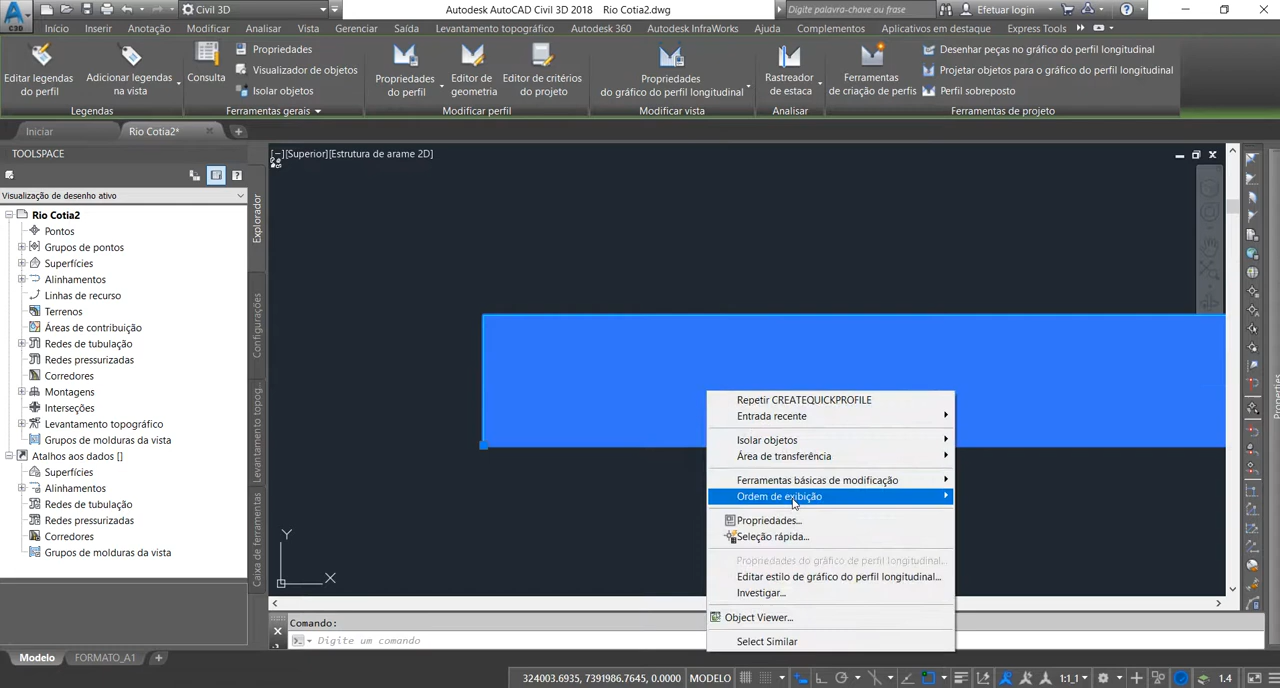 Civil 3D
Autodesk AutoCAD Civil 3D 2018 Rio Cotia2.dwg
Digite palavra-chave ou frase
Efetuar login
C3D
Início
Inserir
Anotação
Modificar
Analisar
Vista
Gerenciar
Saída
Levantamento topográfico
Autodesk 360
Autodesk InfraWorks
Ajuda
Complementos
Aplicativos em destaque
Express Tools
Editar legendas
do perfil
Adicionar legendas
na vista
Legendas
Consulta
Propriedades
Visualizador de objetos
Isolar objetos
Ferramentas gerais
Propriedades
do perfil
Editor de
geometria
Editor de critérios
do projeto
Modificar perfil
Propriedades
do gráfico do perfil longitudinal
Modificar vista
Rastreador
de estaca
Analisar
Ferramentas
de criação de perfis
Desenhar peças no gráfico do perfil longitudinal
Projetar objetos para o gráfico do perfil longitudinal
Perfil sobreposto
Ferramentas de projeto
Iniciar
Rio Cotia2*
TOOLSPACE
Visualização de desenho ativo
Rio Cotia2
Pontos
Grupos de pontos
Superfícies
Alinhamentos
Linhas de recurso
Terrenos
Áreas de contribuição
Redes de tubulação
Redes pressurizadas
Corredores
Montagens
Interseções
Levantamento topográfico
Grupos de molduras da vista
Atalhos aos dados []
Superfícies
Alinhamentos
Redes de tubulação
Redes pressurizadas
Corredores
Grupos de molduras da vista
Explorador
Configurações
Levantamento topog...
Caixa de ferramentas
[−][Superior][Estrutura de arame 2D]
Y
X
Repetir CREATEQUICKPROFILE
Entrada recente
Isolar objetos
Área de transferência
Ferramentas básicas de modificação
Ordem de exibição
Propriedades...
Seleção rápida...
Propriedades do gráfico de perfil longitudinal...
Editar estilo de gráfico do perfil longitudinal...
Investigar...
Object Viewer...
Select Similar
Comando:
Digite um comando
Propriedades
Modelo
FORMATO_A1
324003.6935, 7391986.7645, 0.0000
MODELO
1:1_1
1.4